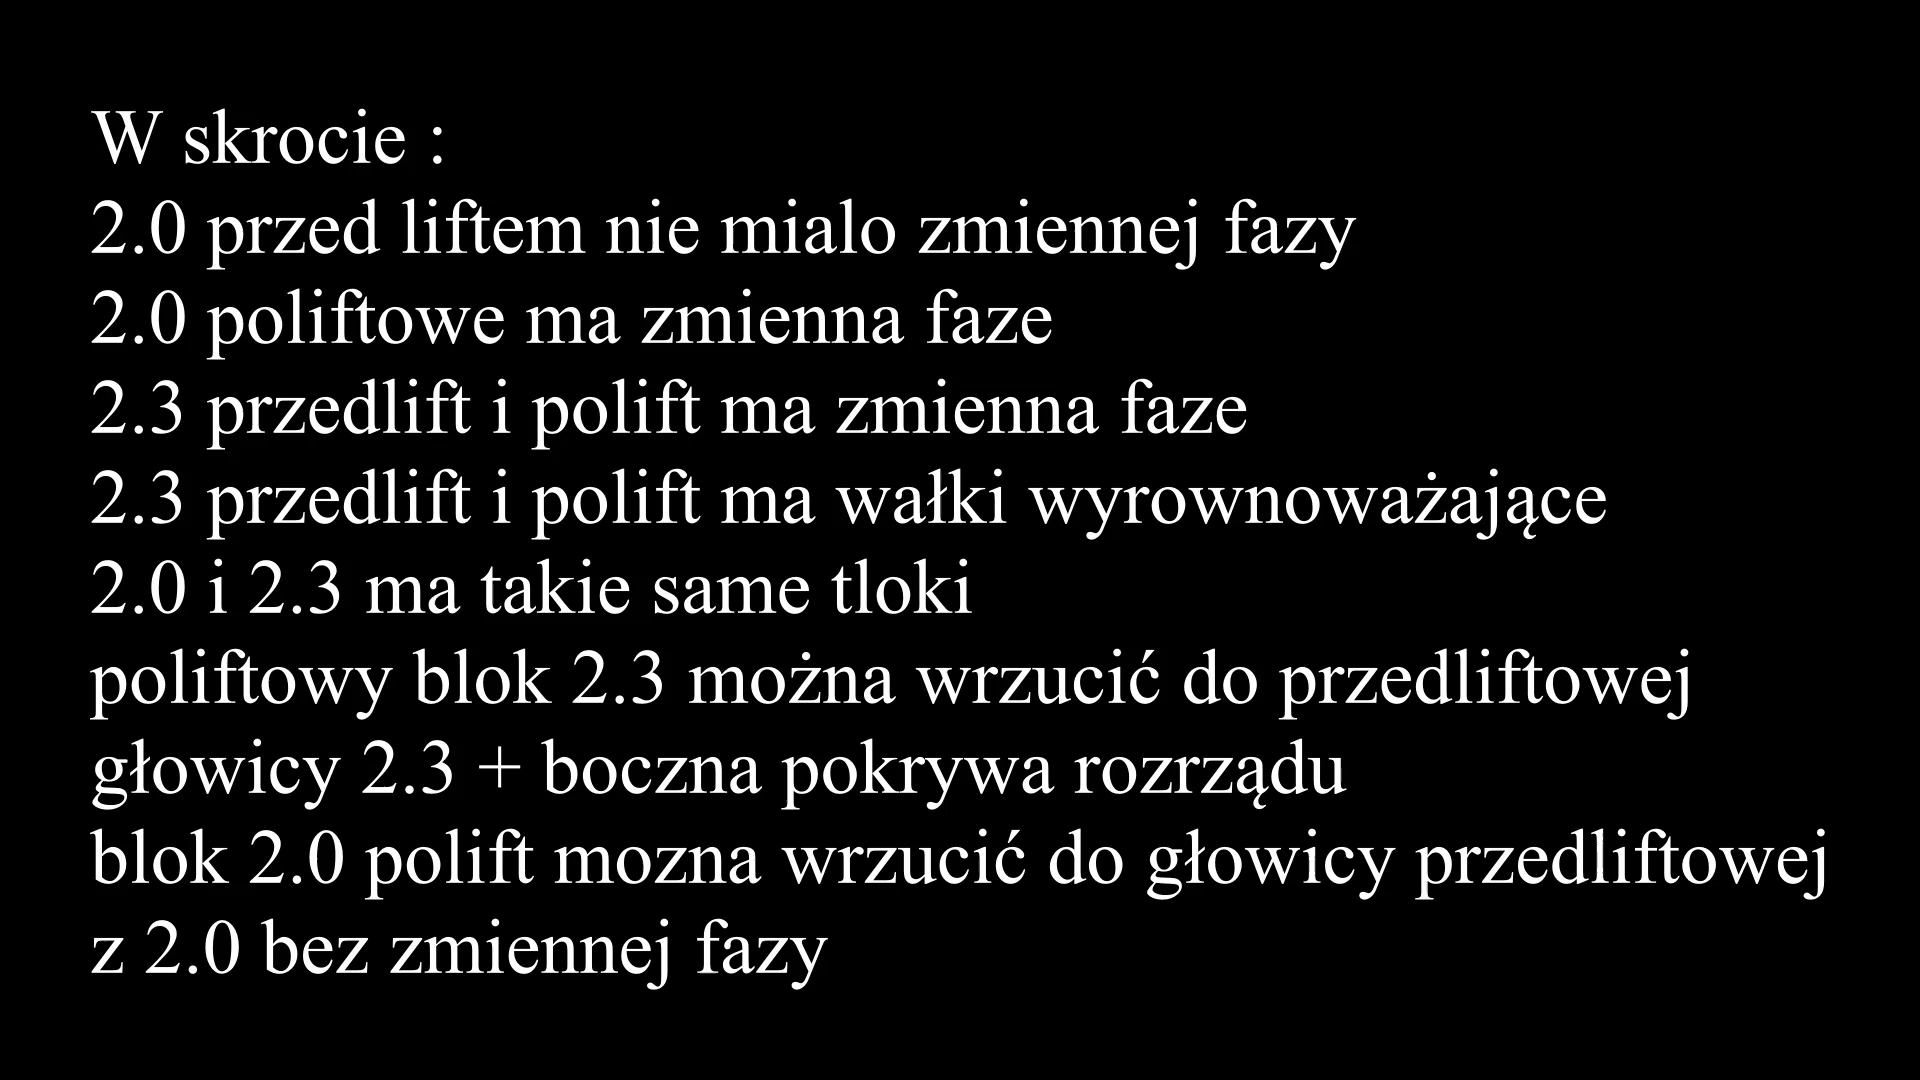 W skrocie :
2.0 przed liftem nie mialo zmiennej fazy
2.0 poliftowe ma zmienna faze
2.3 przedlift i polift ma zmienna faze
2.3 przedlift i polift ma wałki wyrownoważające
2.0 i 2.3 ma takie same tloki
poliftowy blok 2.3 można wrzucić do przedliftowej
głowicy 2.3 + boczna pokrywa rozrządu
blok 2.0 polift mozna wrzucić do głowicy przedliftowej
z 2.0 bez zmiennej fazy